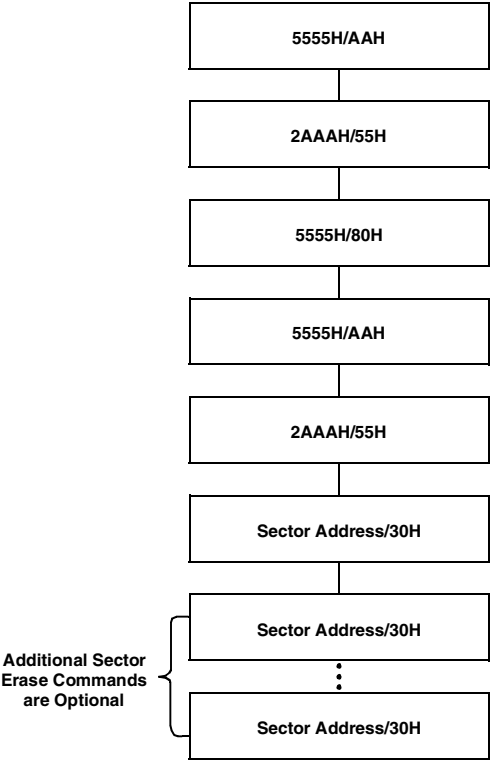 5555H/AAH
2AAAH/55H
5555H/80H
5555H/AAH
2AAAH/55H
Sector Address/30H
Sector Address/30H
Additional Sector
Erase Commands
are Optional
Sector Address/30H